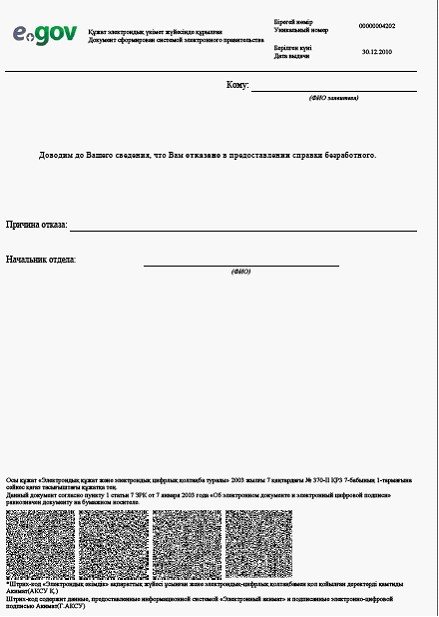 e.gov
Құжат электрондық үкімет жүйесінде құрылған
Документ сформирован системой электронного правительства
Бірегей нөмір
Уникальный номер
00000004202
Берілген күні
Дата выдачи
30.12.2010
Кому:
(ФИО заявителя)
Доводим до Вашего сведения, что Вам отказано в предоставлении справки безработного.
Причина отказа:
Начальник отдела:
(ФИО)
Осы құжат «Электрондық құжат және электрондық цифрлық қолтаңба туралы» 2003 жылғы 7 қаңтардағы № 370-II ҚРЗ 7-бабының 1-тармағына
сәйкес қағаз тасығыштағы құжатқа тең.
Данный документ согласно пункту 1 статьи 7 ЗРК от 7 января 2003 года «Об электронном документе и электронный цифровой подписи»
равнозначен документу на бумажном носителе.
*Штрих-код «Электрондық әкімдік» ақпараттық жүйесі ұсынған және электрондық-цифрлық қолтаңбамен қол қойылған деректерді қамтиды
Акимат(АКСУ Қ.)
Штрих-код содержит данные, предоставленные информационной системой «Электронный акимат» и подписанные электронно-цифровой
подписью Акимат(Г.АКСУ)